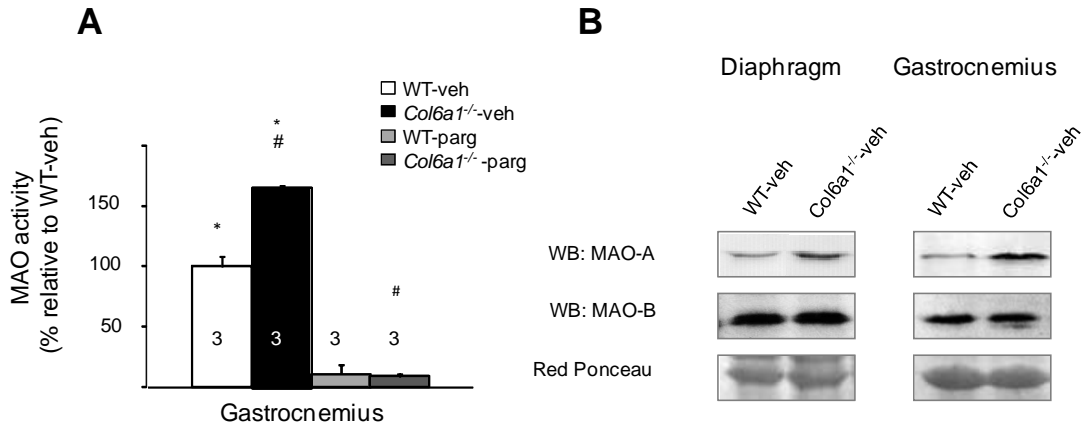 A
MAO activity
(% relative to WT-veh)
150
100
50
*
*
#
#
3
3
3
3
Gastrocnemius
WT-veh
Col6a1⁻/⁻-veh
WT-parg
Col6a1⁻/⁻ -parg
B
Diaphragm
Gastrocnemius
WT-veh
Col6a1⁻/⁻-veh
WT-veh
Col6a1⁻/⁻-veh
WB: MAO-A
WB: MAO-B
Red Ponceau